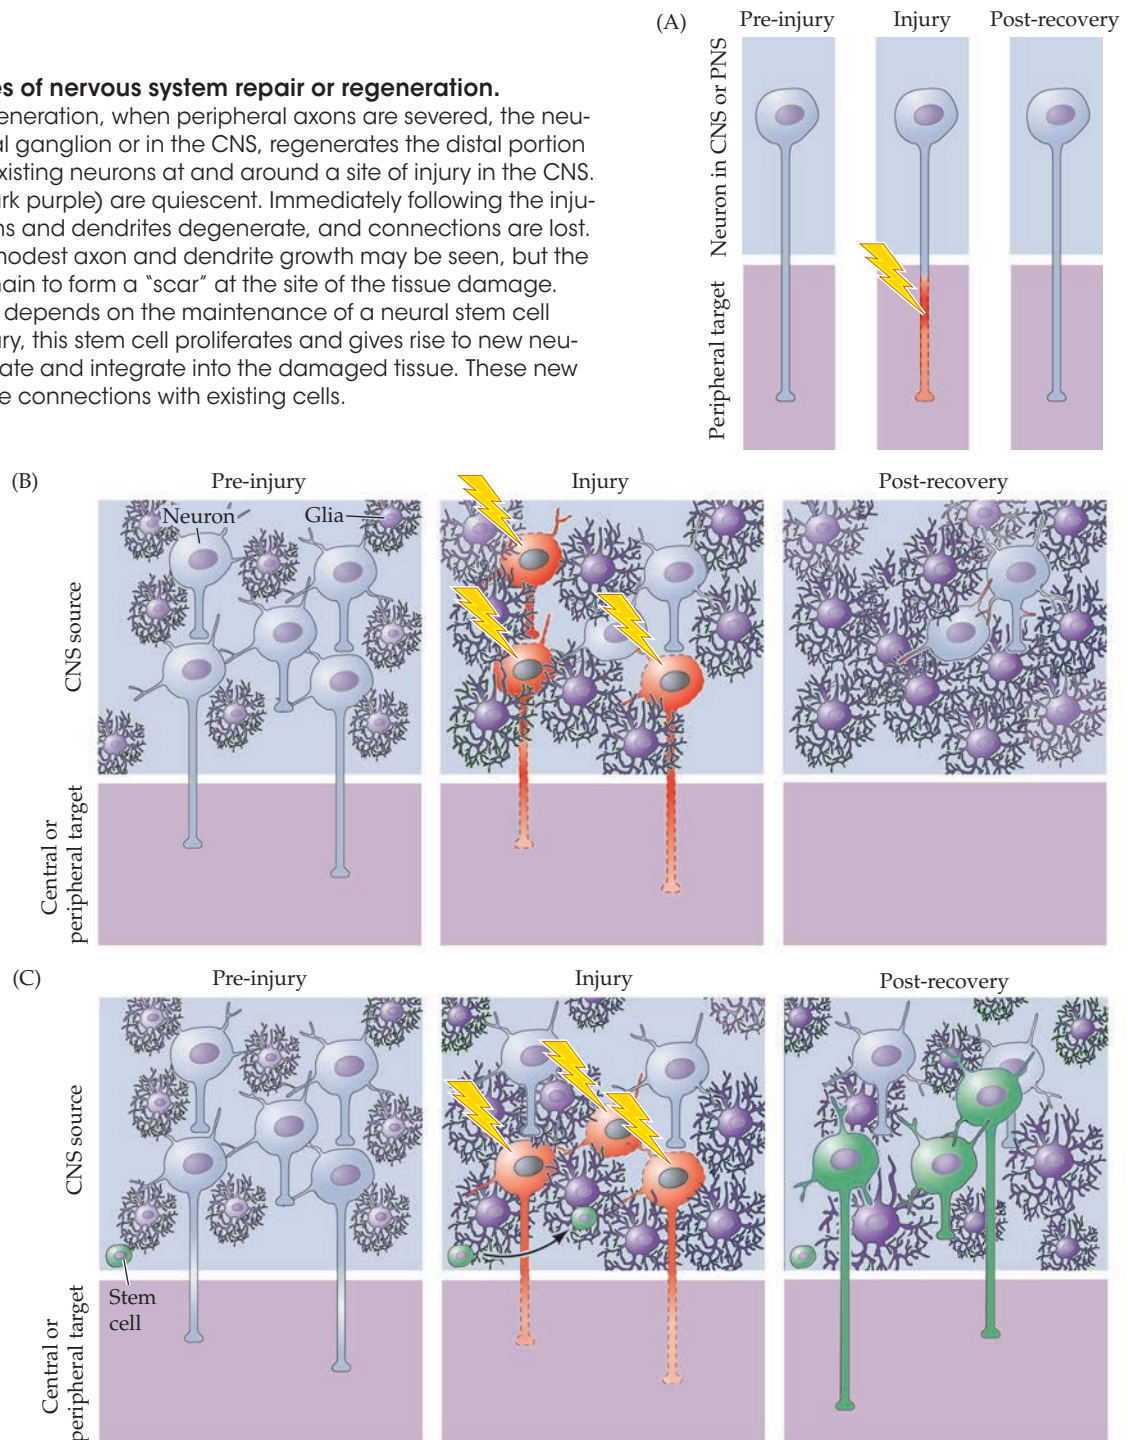 es of nervous system repair or regeneration.
eneration, when peripheral axons are severed, the neu-
al ganglion or in the CNS, regenerates the distal portion
existing neurons at and around a site of injury in the CNS.
ark purple) are quiescent. Immediately following the inju-
ns and dendrites degenerate, and connections are lost.
modest axon and dendrite growth may be seen, but the
main to form a “scar” at the site of the tissue damage.
depends on the maintenance of a neural stem cell
ury, this stem cell proliferates and gives rise to new neu-
ate and integrate into the damaged tissue. These new
e connections with existing cells.
(A)
Pre-injury
Injury
Post-recovery
Neuron in CNS or PNS
Peripheral target
(B)
Pre-injury
Injury
Post-recovery
Neuron
Glia
CNS source
Central or
peripheral target
(C)
Pre-injury
Injury
Post-recovery
CNS source
Stem
cell
Central or
peripheral target